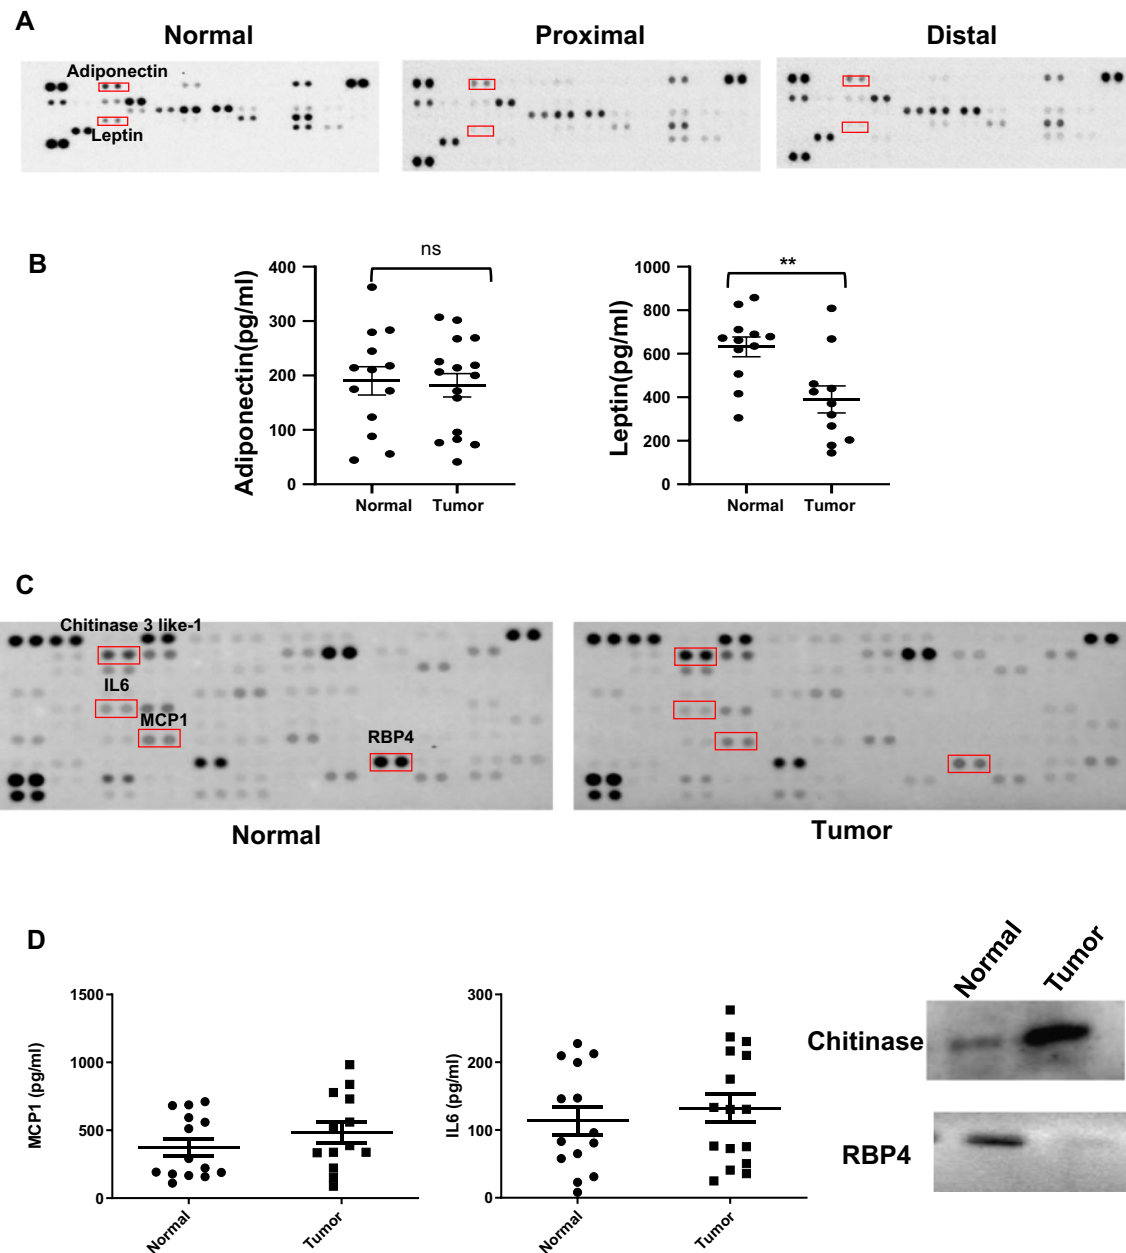 A
Normal
Proximal
Distal
Adiponectin
Leptin
B
ns
Adiponectin(pg/ml)
400
300
200
100
0
Normal
Tumor
**
Leptin(pg/ml)
1000
800
600
400
200
0
Normal
Tumor
C
Chitinase 3 like-1
IL6
MCP1
RBP4
Normal
Tumor
D
MCP1 (pg/ml)
1500
1000
500
0
Normal
Tumor
IL6 (pg/ml)
300
200
100
0
Normal
Tumor
Normal
Tumor
Chitinase
RBP4